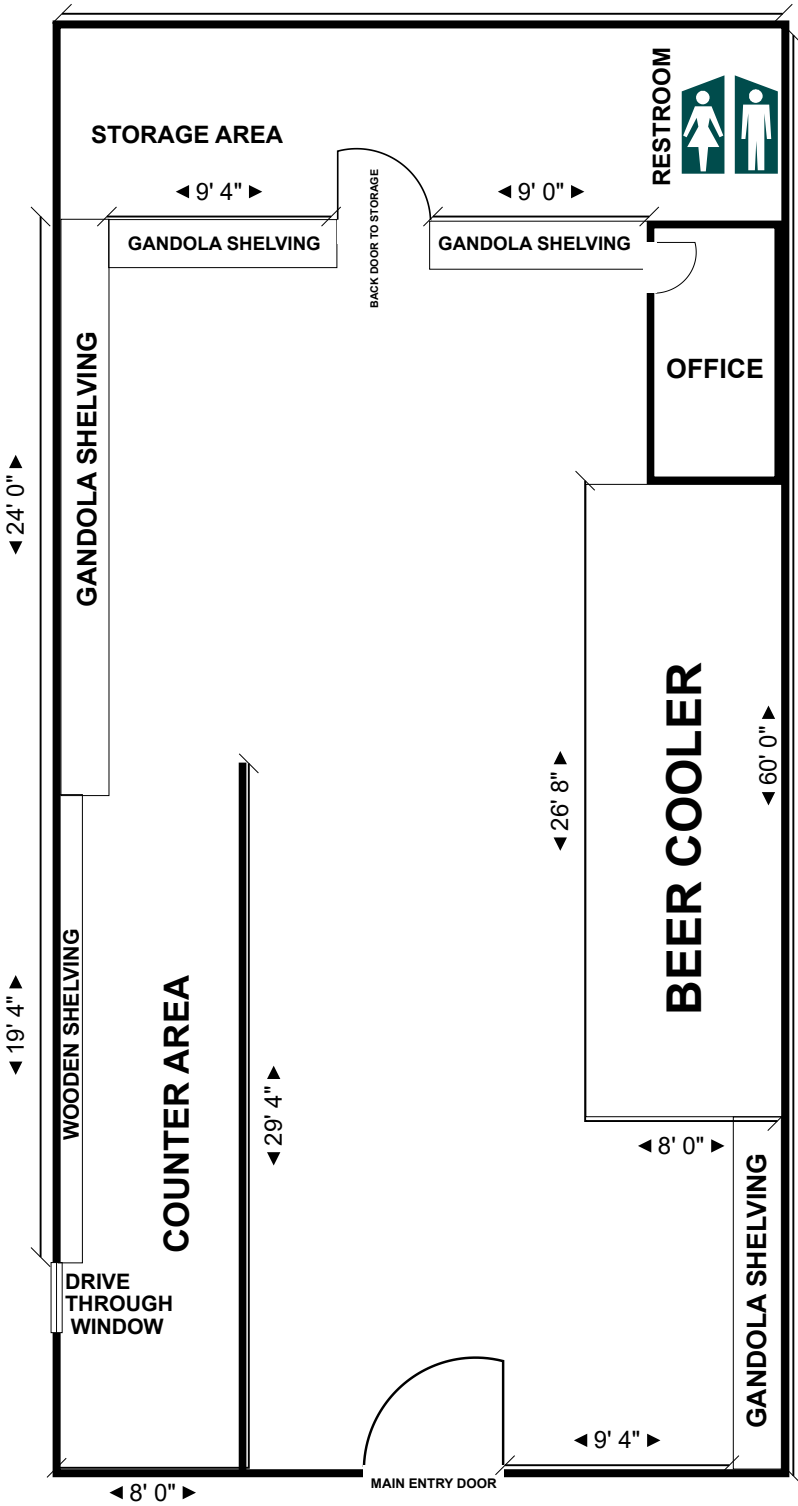 RESTROOM
STORAGE AREA
◄ 9' 4" ►
◄ 9' 0" ►
BACK DOOR TO STORAGE
GANDOLA SHELVING
GANDOLA SHELVING
GANDOLA SHELVING
OFFICE
◄ 24' 0" ►
BEER COOLER
◄ 60' 0" ►
◄ 26' 8" ►
WOODEN SHELVING
◄ 19' 4" ►
COUNTER AREA
◄ 29' 4" ►
◄ 8' 0" ►
GANDOLA SHELVING
DRIVE
THROUGH
WINDOW
◄ 9' 4" ►
MAIN ENTRY DOOR
◄ 8' 0" ►